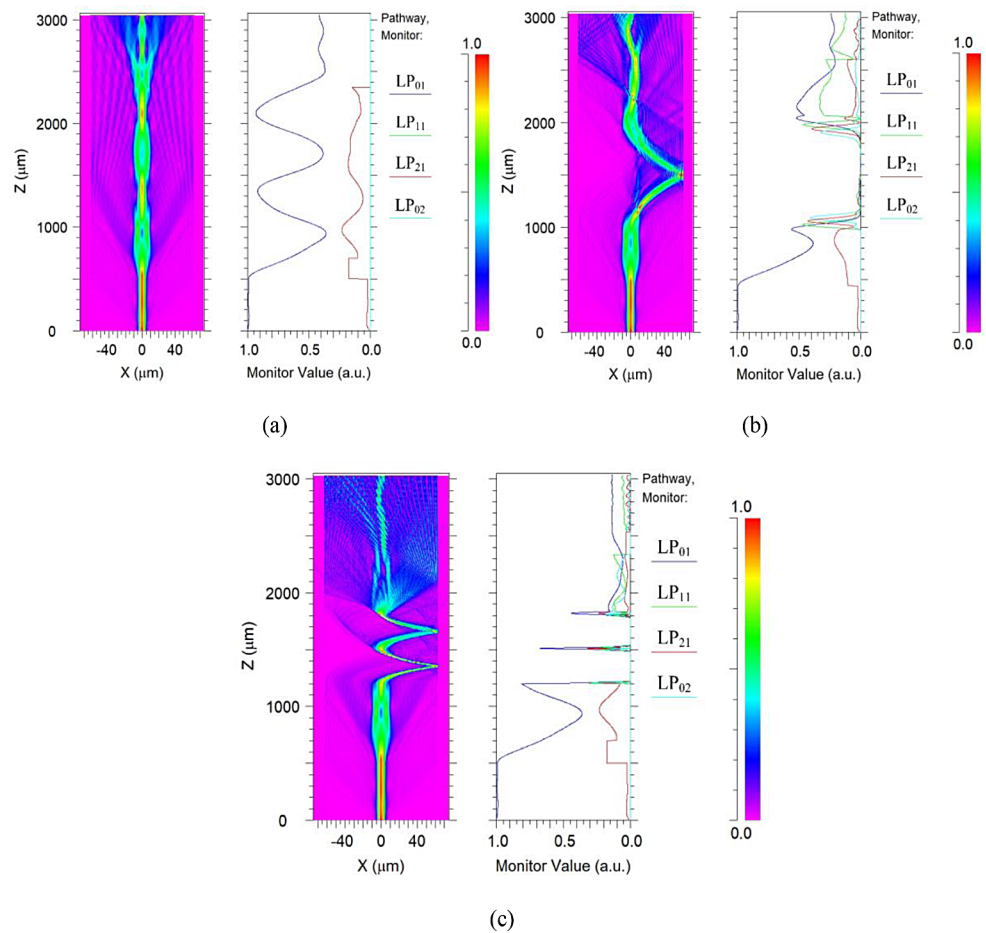 3000
2000
1000
0
Z (μm)
-40 0 40
X (μm)
1.0 0.5 0.0
Monitor Value (a.u.)
Pathway,
Monitor:
LP01
LP11
LP21
LP02
1.0
0.0
(a)
3000
2000
1000
0
Z (μm)
-40 0 40
X (μm)
1.0 0.5 0.0
Monitor Value (a.u.)
Pathway,
Monitor:
LP01
LP11
LP21
LP02
1.0
0.0
(b)
3000
2000
1000
0
Z (μm)
-40 0 40
X (μm)
1.0 0.5 0.0
Monitor Value (a.u.)
Pathway,
Monitor:
LP01
LP11
LP21
LP02
1.0
0.0
(c)